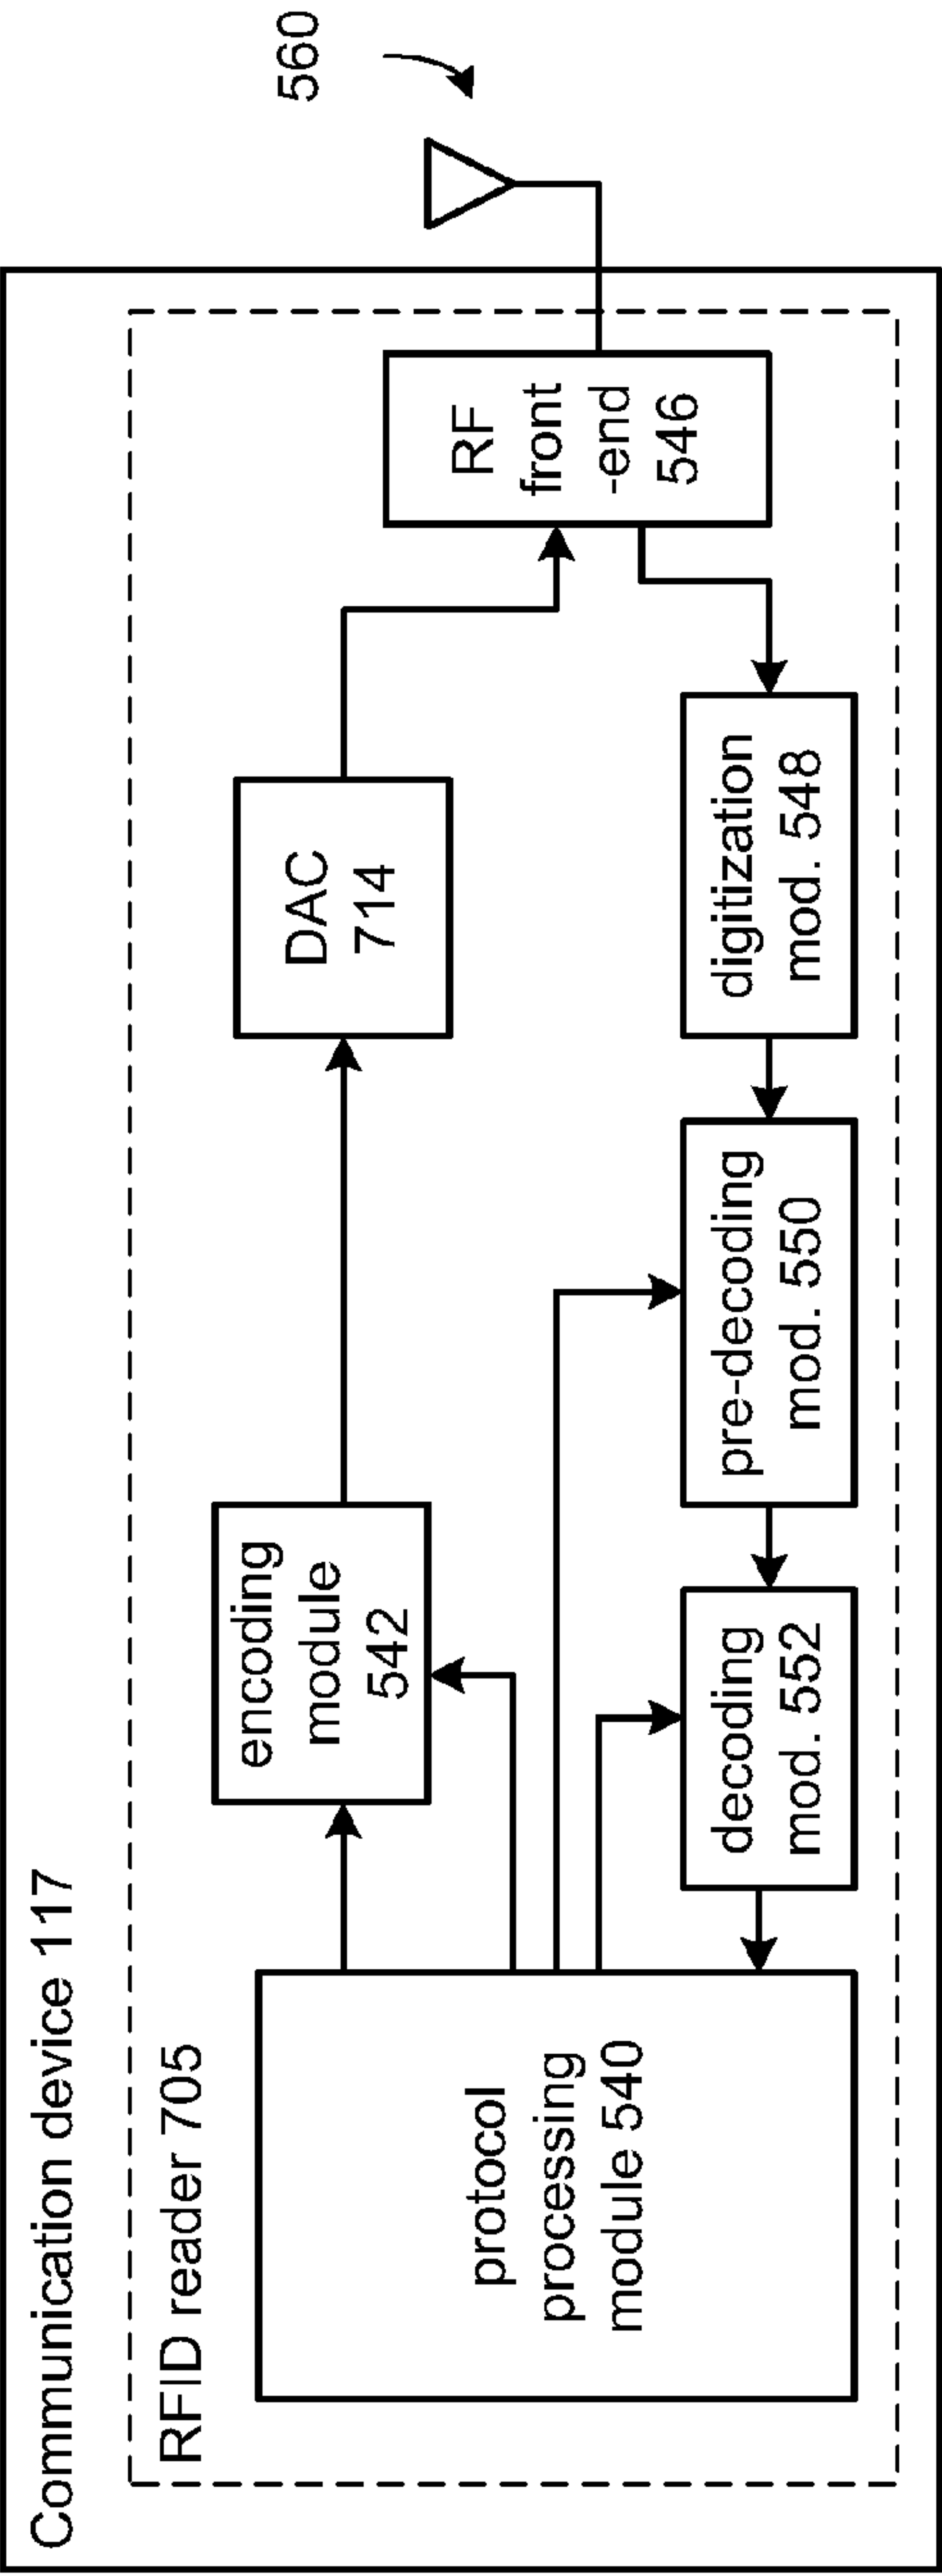 Communication device 117
RFID reader 705
protocol
processing
module 540
encoding
module
542
DAC
714
RF
front
-end
546
560
decoding
mod. 552
pre-decoding
mod. 550
digitization
mod. 548